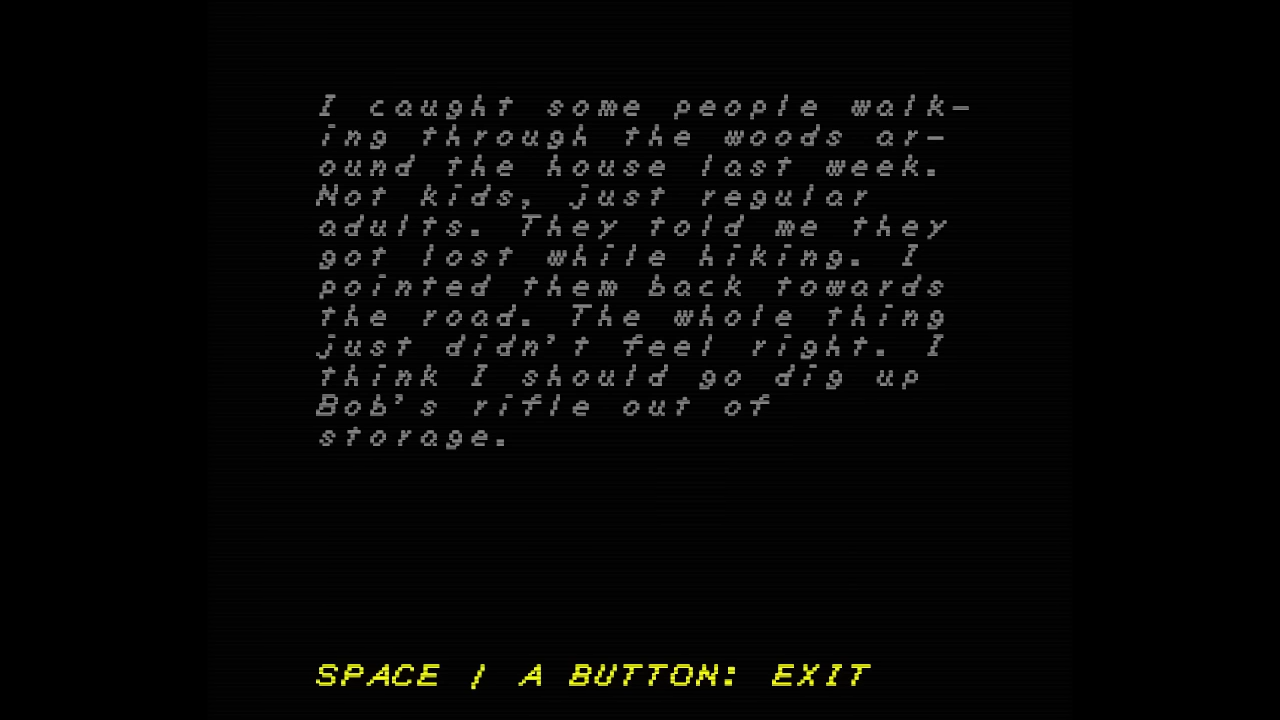 I caught some people walk-
ing through the woods ar-
ound the house last week.
Not kids, just regular
adults. They told me they
got lost while hiking. I
pointed them back towards
the road. The whole thing
just didn't feel right. I
think I should go dig up
Bob's rifle out of
storage.
SPACE / A BUTTON: EXIT